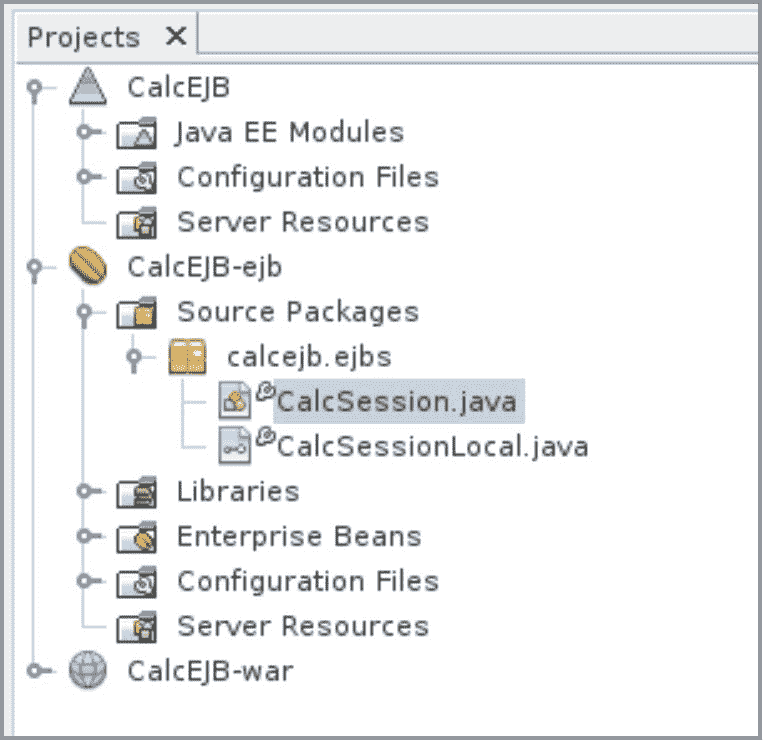 Projects
CalcEJB
Java EE Modules
Configuration Files
Server Resources
CalcEJB-ejb
Source Packages
calcejb.ejbs
CalcSession.java
CalcSessionLocal.java
Libraries
Enterprise Beans
Configuration Files
Server Resources
CalcEJB-war